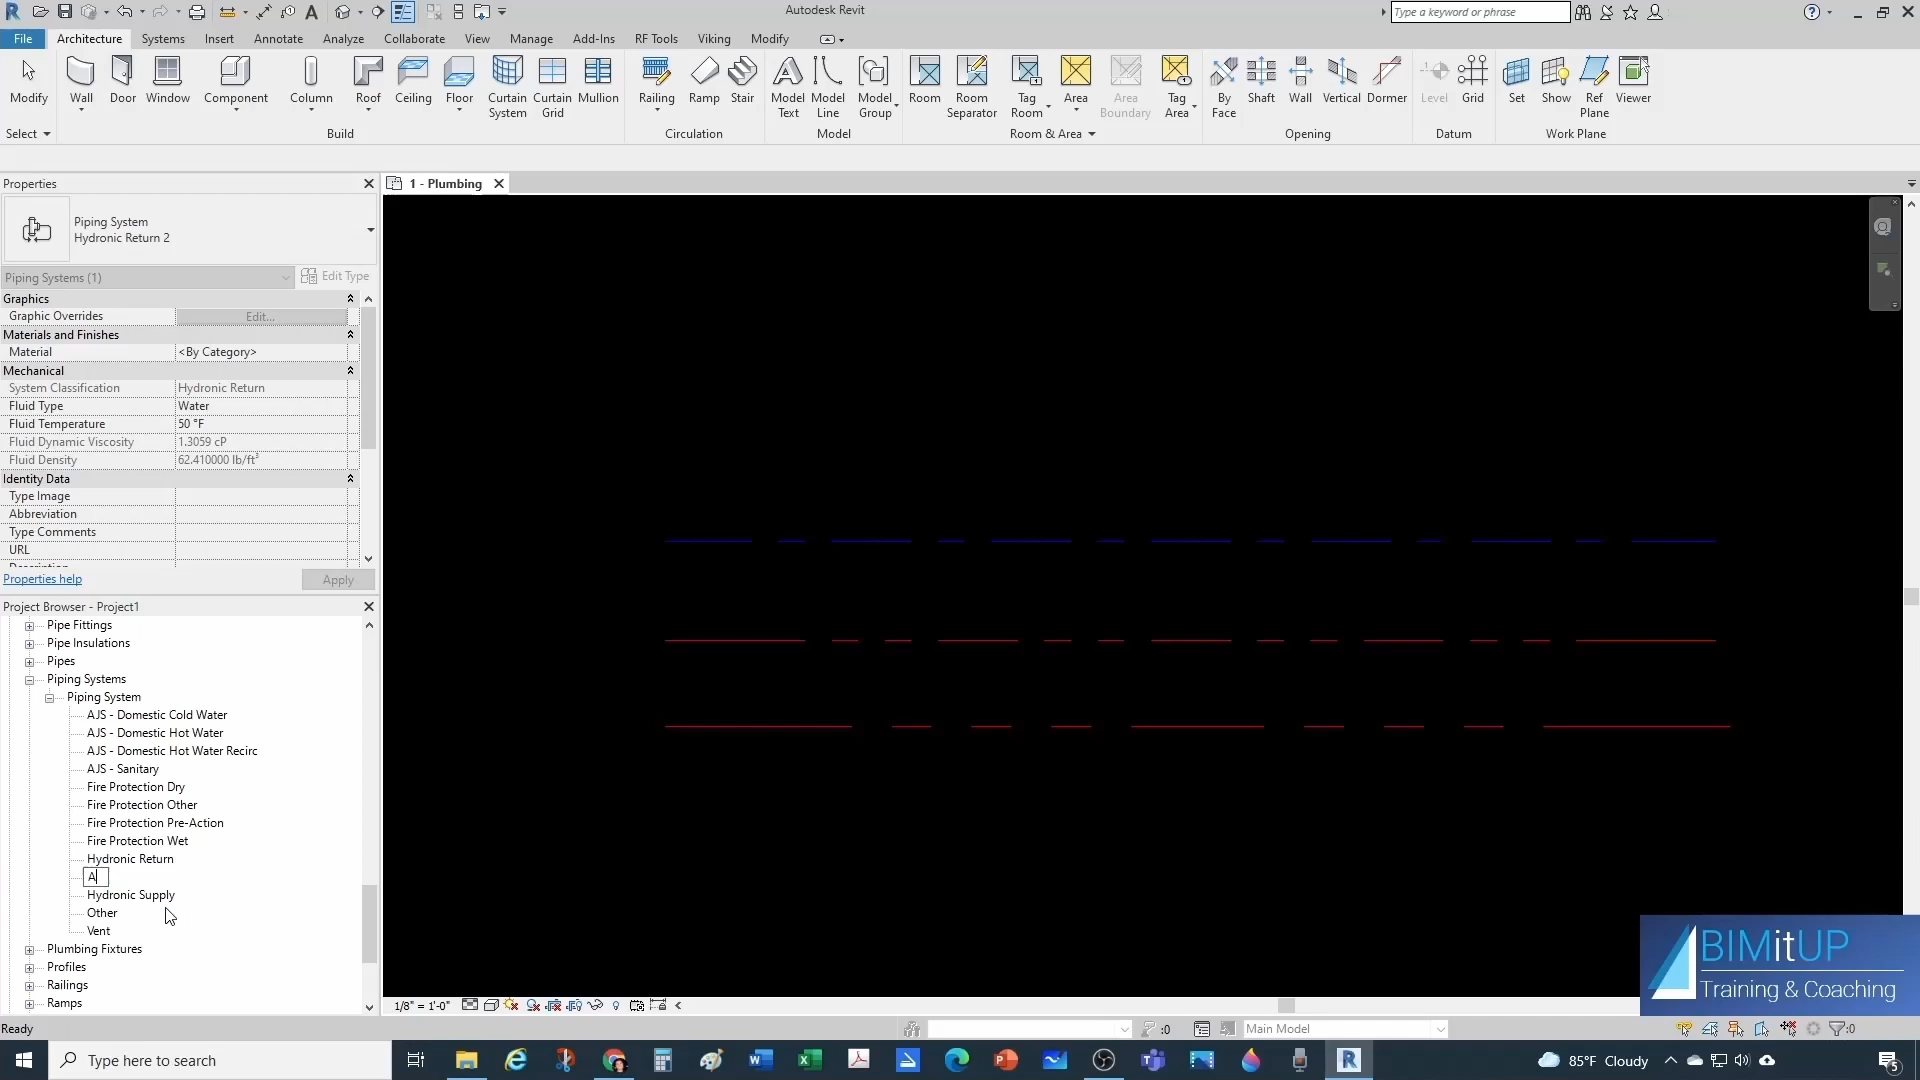 Autodesk Revit
Type a keyword or phrase
File Architecture Systems Insert Annotate Analyze Collaborate View Manage Add-Ins RF Tools Viking Modify
Modify Wall Door Window Component Column Roof Ceiling Floor Curtain System Curtain Grid Mullion Railing Ramp Stair Model Text Model Line Model Group Room Room Separator Tag Room Area Area Boundary Tag Area By Face Shaft Wall Vertical Dormer Level Grid Set Show Ref Plane Viewer
Select Build Circulation Model Room & Area Opening Datum Work Plane
Properties
1 - Plumbing
Piping System
Hydronic Return 2
Piping Systems (1) Edit Type
Graphics
Graphic Overrides Edit...
Materials and Finishes
Material <By Category>
Mechanical
System Classification Hydronic Return
Fluid Type Water
Fluid Temperature 50 °F
Fluid Dynamic Viscosity 1.3059 cP
Fluid Density 62.410000 lb/ft³
Identity Data
Type Image
Abbreviation
Type Comments
URL
Properties help Apply
Project Browser - Project1
Pipe Fittings
Pipe Insulations
Pipes
Piping Systems
Piping System
AJS - Domestic Cold Water
AJS - Domestic Hot Water
AJS - Domestic Hot Water Recirc
AJS - Sanitary
Fire Protection Dry
Fire Protection Other
Fire Protection Pre-Action
Fire Protection Wet
Hydronic Return
A
Hydronic Supply
Other
Vent
Plumbing Fixtures
Profiles
Railings
Ramps
1/8" = 1'-0"
BIMitUP
Training & Coaching
Ready :0 Main Model :0
Type here to search
85°F Cloudy
5